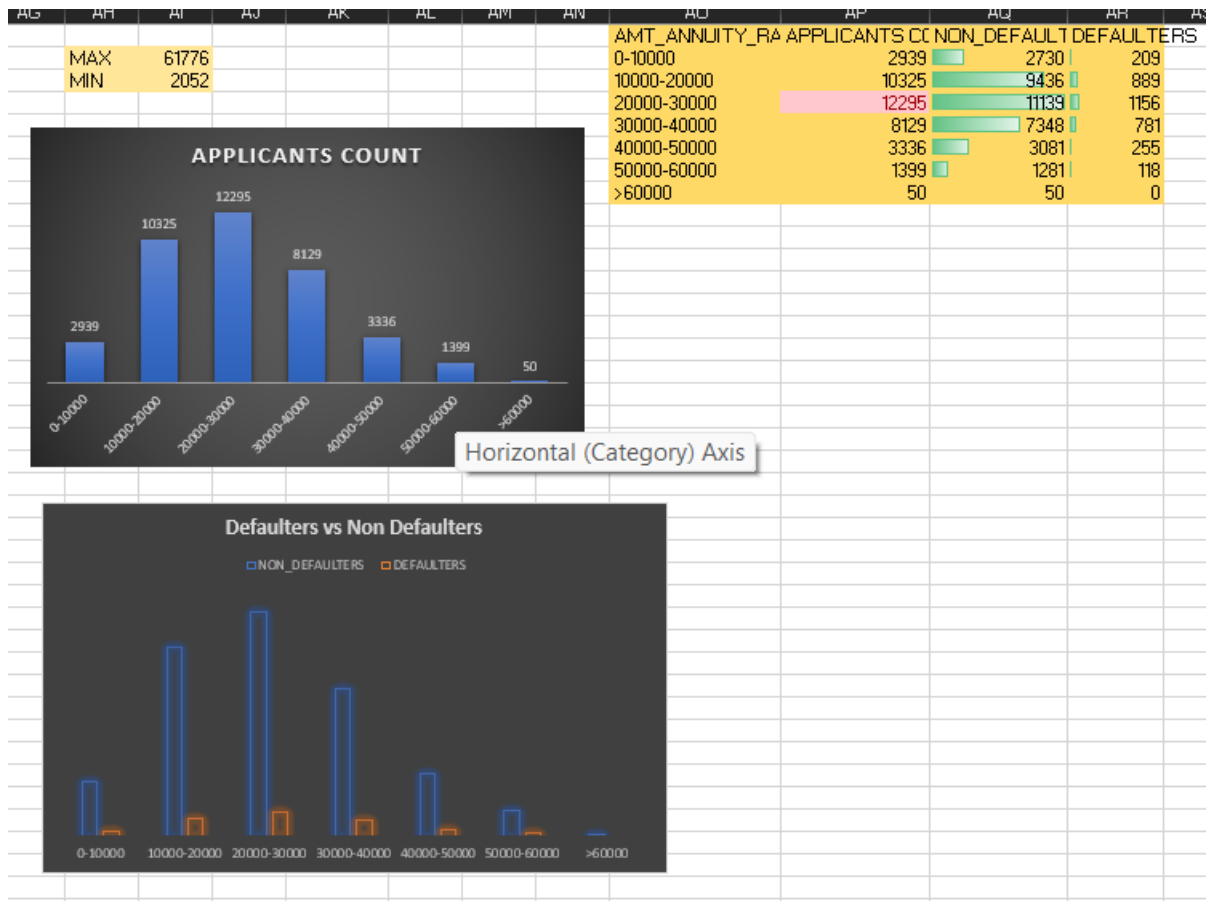 AG AH AI AJ AK AL AM AN AO AP AQ AR AS
AMT_ANNUITY_RA APPLICANTS CC NON_DEFAULT DEFAULTERS
MAX 61776
MIN 2052
0-10000 2939 2730 209
10000-20000 10325 9436 889
20000-30000 12295 11139 1156
30000-40000 8129 7348 781
40000-50000 3336 3081 255
50000-60000 1399 1281 118
>60000 50 50 0
APPLICANTS COUNT
2939 10325 12295 8129 3336 1399 50
0-10000 10000-20000 20000-30000 30000-40000 40000-50000 50000-60000 >60000
Horizontal (Category) Axis
Defaulters vs Non Defaulters
NON_DEFAULTERS DEFAULTERS
0-10000 10000-20000 20000-30000 30000-40000 40000-50000 50000-60000 >60000